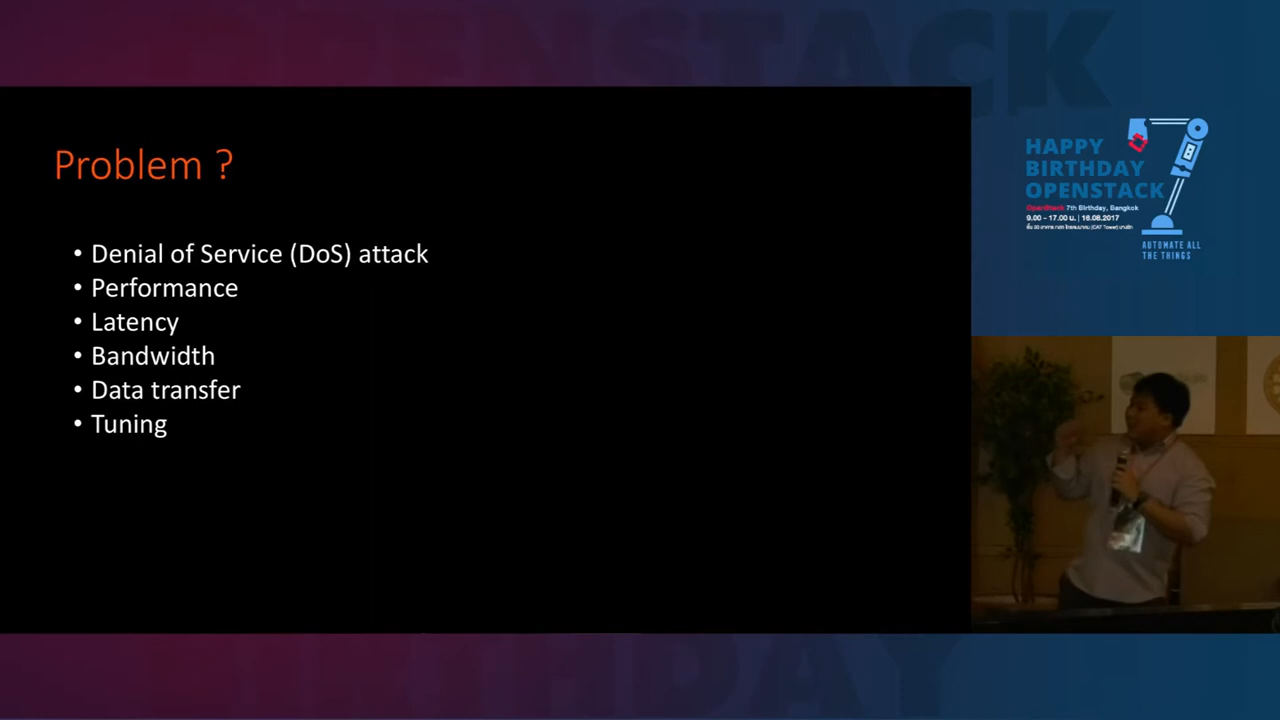 Problem ?
• Denial of Service (DoS) attack
• Performance
• Latency
• Bandwidth
• Data transfer
• Tuning
HAPPY
BIRTHDAY
OPENSTACK
OpenStack 7th Birthday, Bangkok
9.00 - 17.00 น. | 16.08.2017
AUTOMATE ALL
THE THINGS